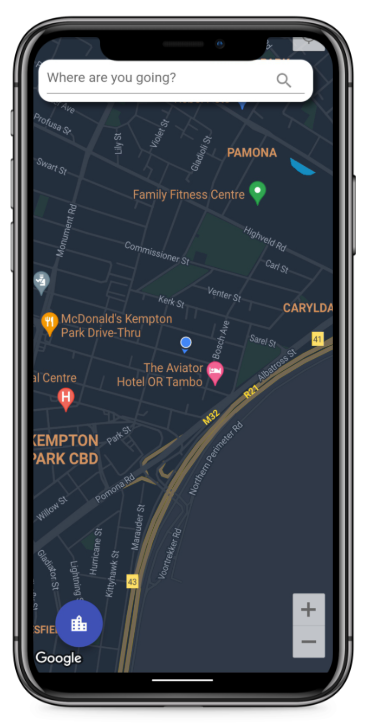 Where are you going?
Profusa St
Lily St
Violet St
Gladioli St
PAMONA
Swart St
Family Fitness Centre
Monument Rd
Highveld Rd
Commissioner St
Carl St
Venter St
Kerk St
CARYLDA
McDonald's Kempton
Park Drive-Thru
Bosch Ave
Sarel St
41
Albatross St
The Aviator
Hotel OR Tambo
al Centre
R21
M32
KEMPTON
PARK CBD
Park St
Northern Perimeter Rd
Pomona Rd
Willow St
Marauder St
Voortrekker Rd
Hurricane St
Gladiator St
Lightning St
Kittyhawk St
43
SFIE
Google